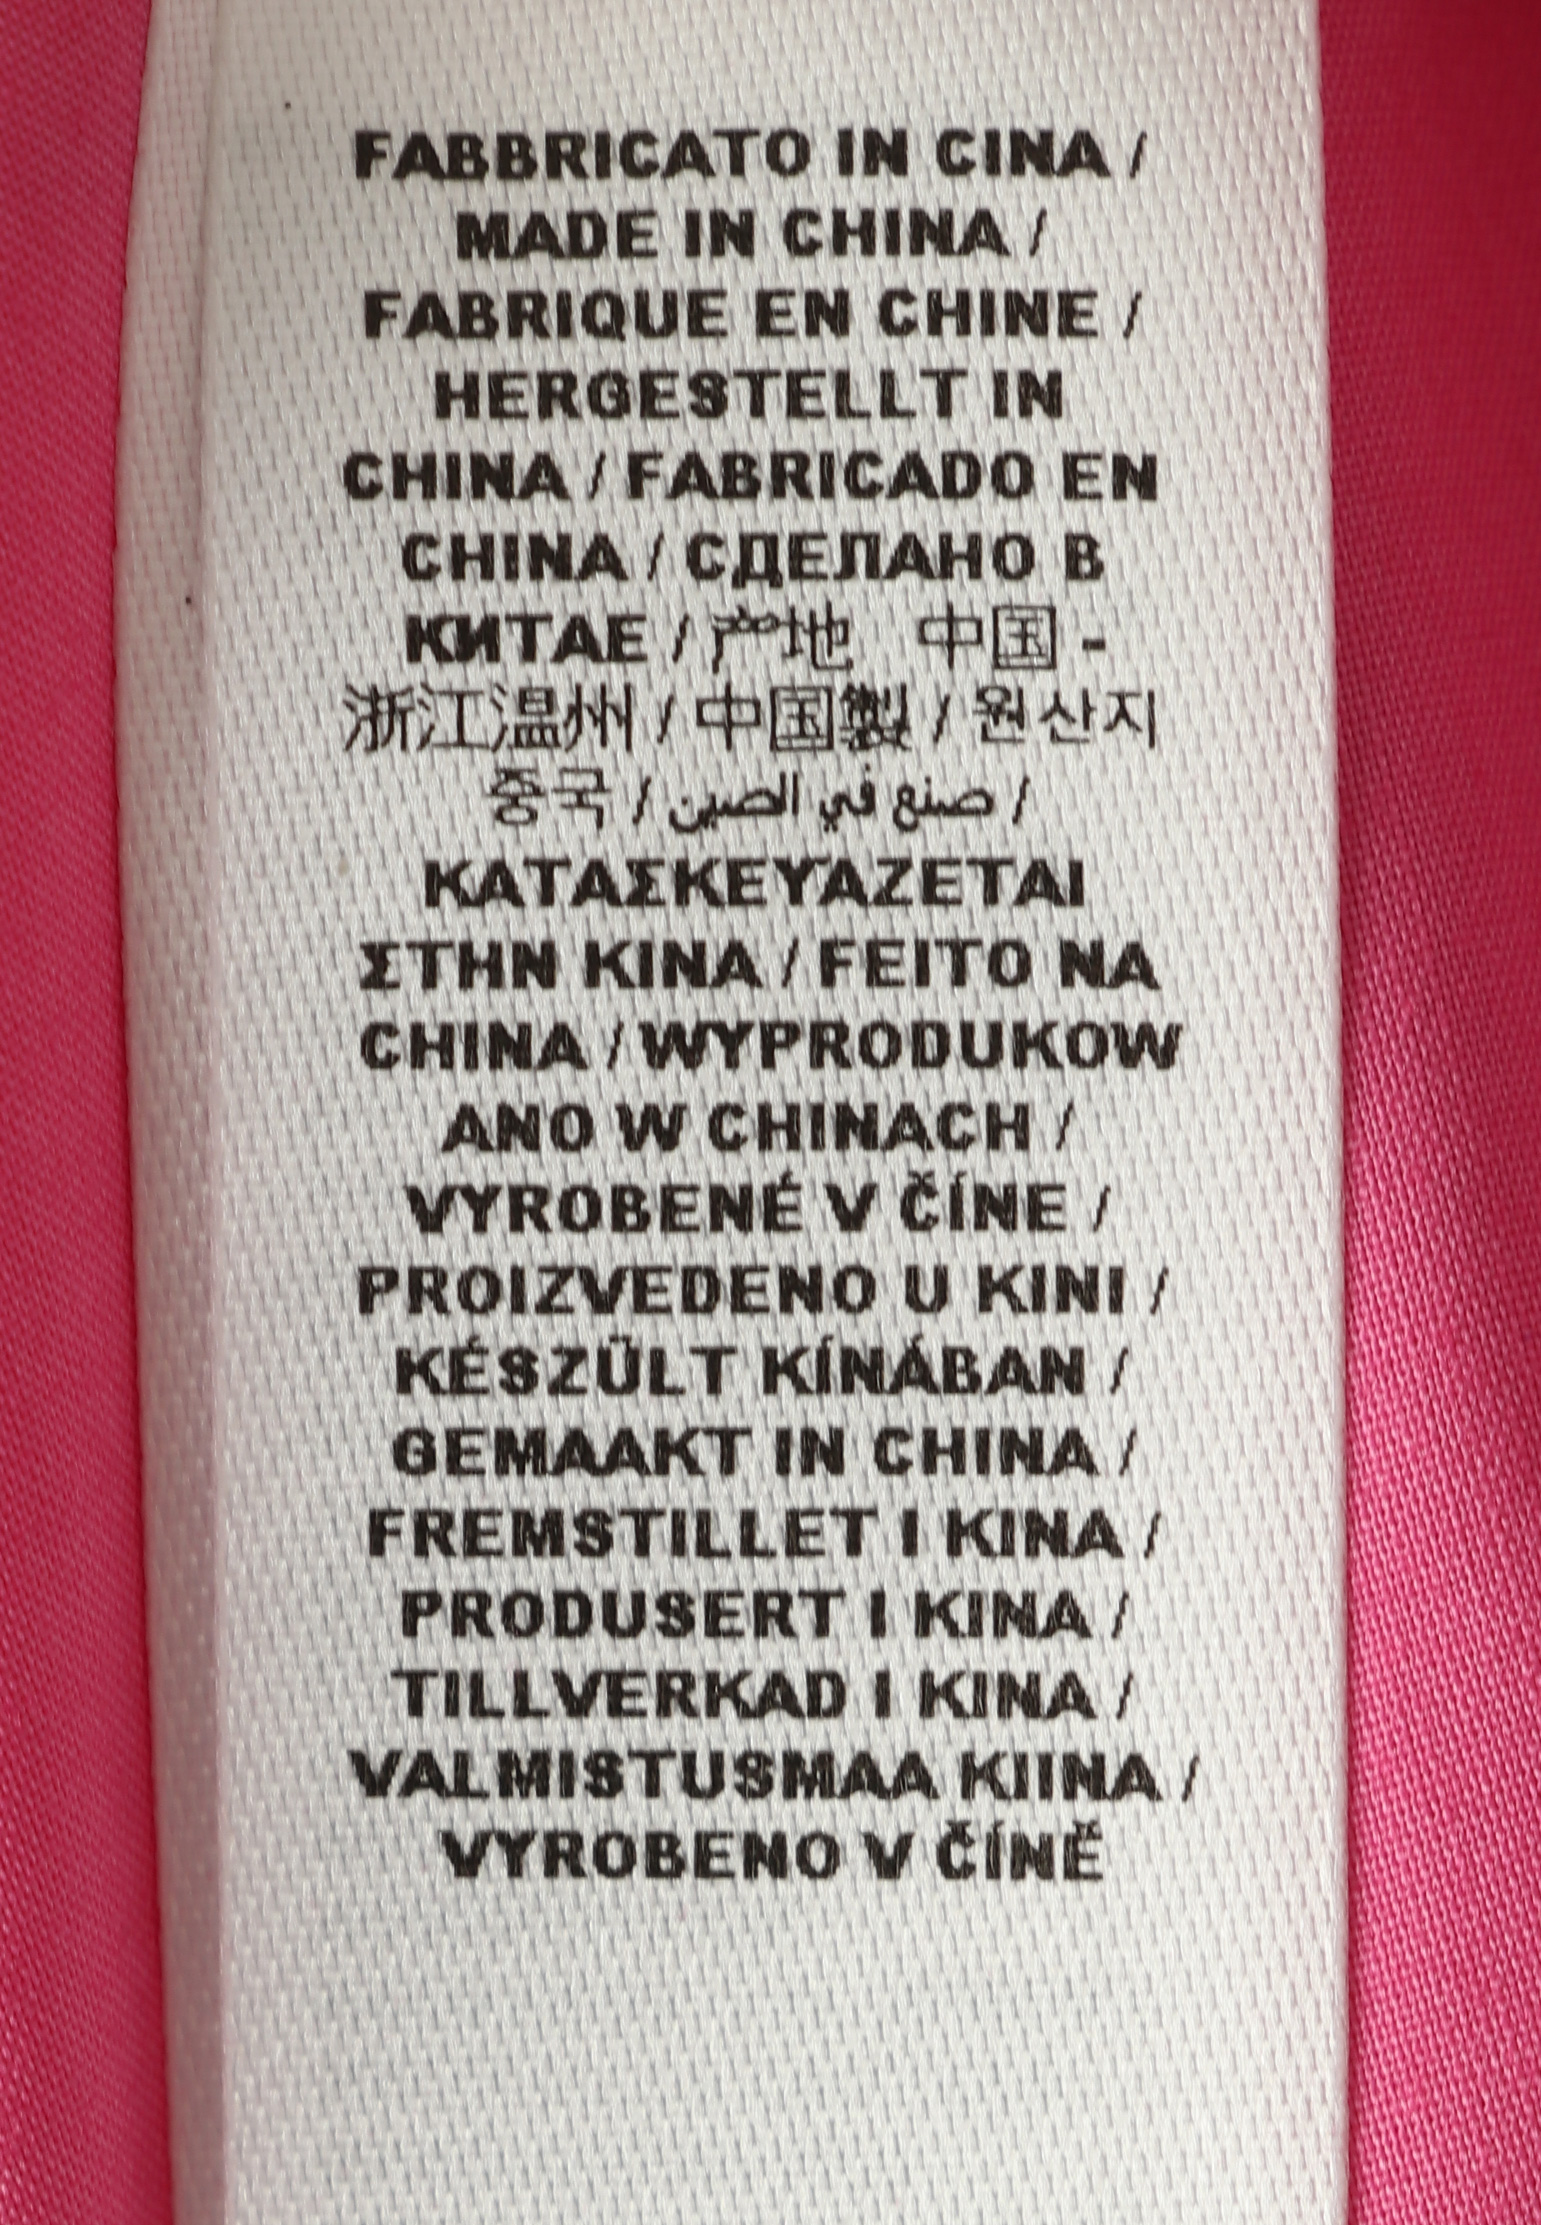 FABBRICATO IN CINA /
MADE IN CHINA /
FABRIQUE EN CHINE /
HERGESTELLT IN
CHINA / FABRICADO EN
CHINA / СДЕЛАНО В
КИТАЕ / 产地 中国 -
浙江温州 / 中国製 / 원산지
중국 / صنع في الصين /
ΚΑΤΑΣΚΕΥΑΖΕΤΑΙ
ΣΤΗΝ ΚΙΝΑ / FEITO NA
CHINA / WYPRODUKOW
ANO W CHINACH /
VYROBENÉ V ČÍNE /
PROIZVEDENO U KINI /
KÉSZŰLT KÍNÁBAN /
GEMAAKT IN CHINA /
FREMSTILLET I KINA /
PRODUSERT I KINA /
TILLVERKAD I KINA /
VALMISTUSMAA KIINA /
VYROBENO V ČÍNĚ